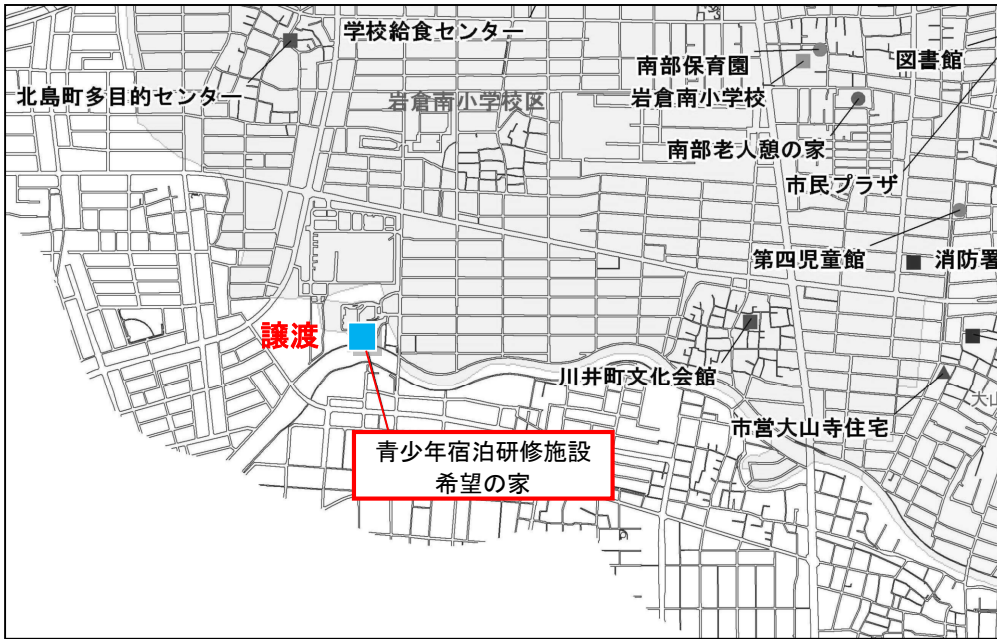 学校給食センター
南部保育園
図書館
北島町多目的センター
岩倉南小学校区
岩倉南小学校
南部老人憩の家
市民プラザ
第四児童館
消防署
譲渡
川井町文化会館
大山
市営大山寺住宅
青少年宿泊研修施設
希望の家